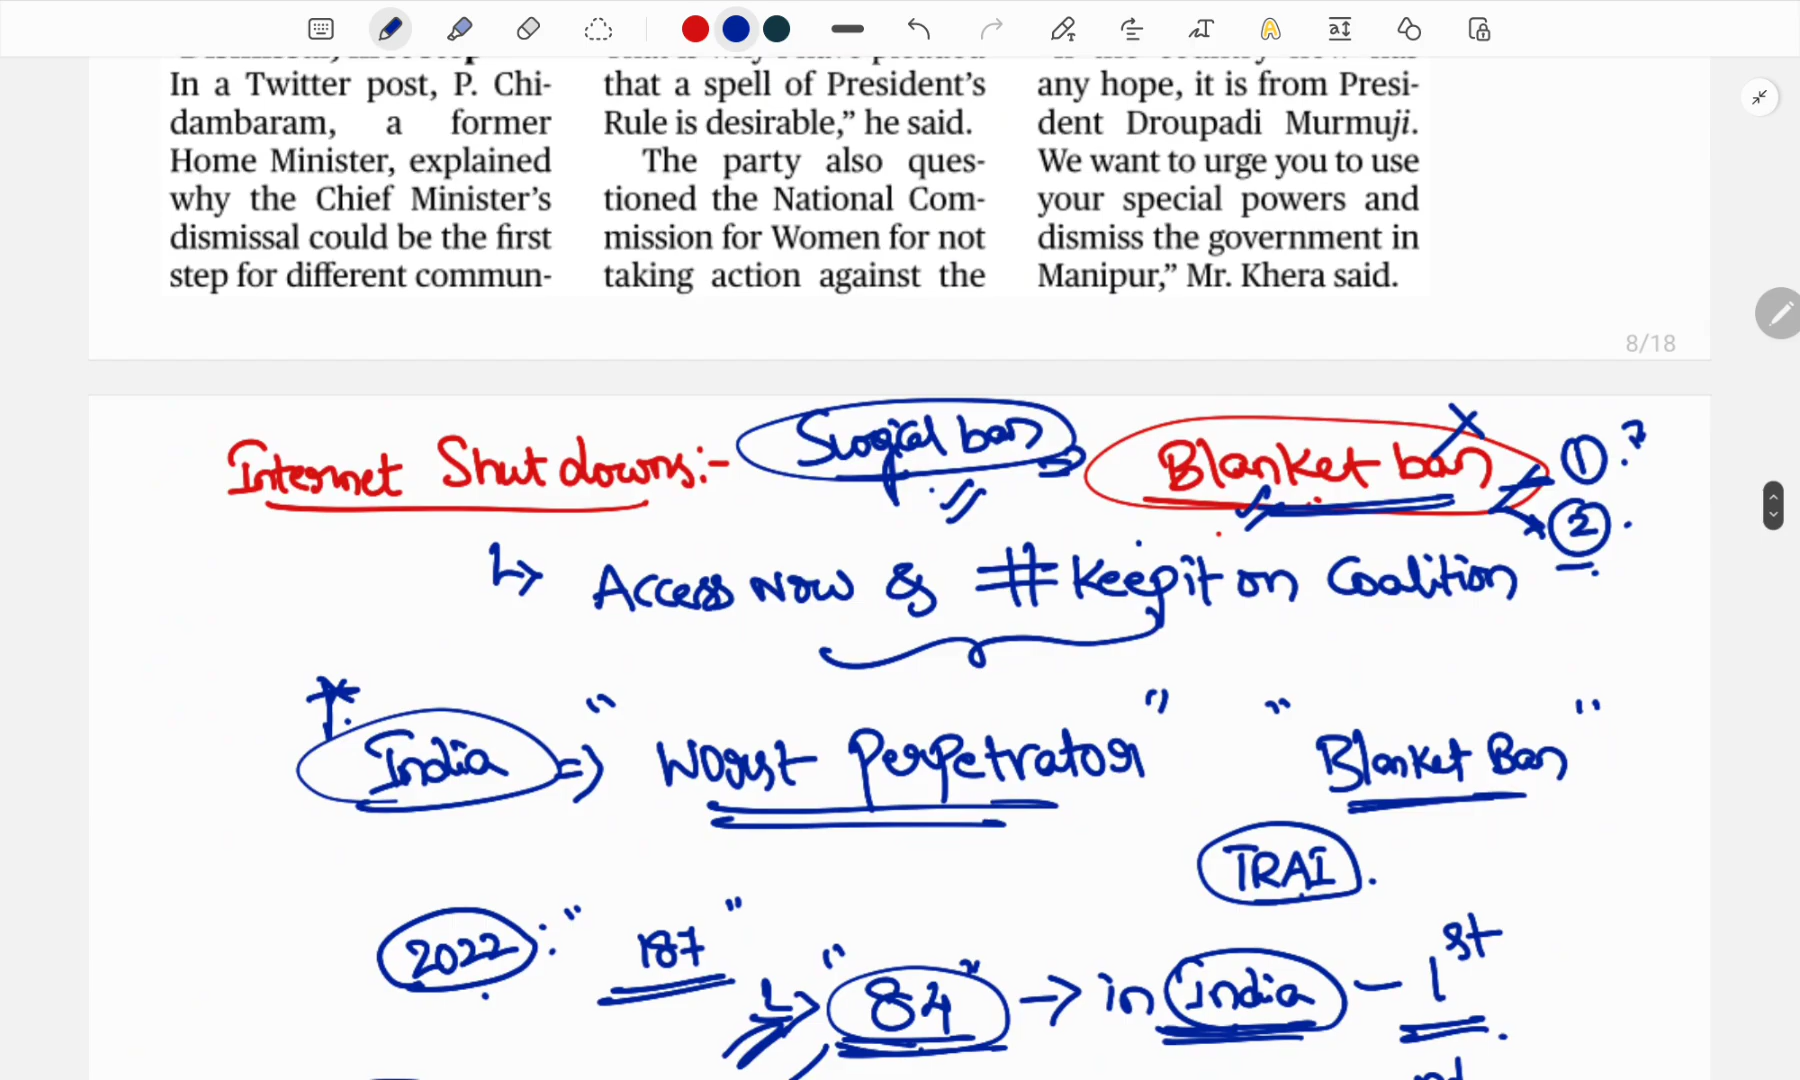 In a Twitter post, P. Chi-
dambaram, a former
Home Minister, explained
why the Chief Minister's
dismissal could be the first
step for different commun-
that a spell of President's
Rule is desirable," he said.
The party also ques-
tioned the National Com-
mission for Women for not
taking action against the
any hope, it is from Presi-
dent Droupadi Murmuji.
We want to urge you to use
your special powers and
dismiss the government in
Manipur," Mr. Khera said.
8/18
Internet Shutdowns:- Surgical ban => Blanket ban 1 ?
2.
↳ Access Now & #Keepiton Coalition
* India => "Worst Perpetrator" "Blanket Ban"
TRAI.
2022: "187"
↳ "84" → in India - 1st